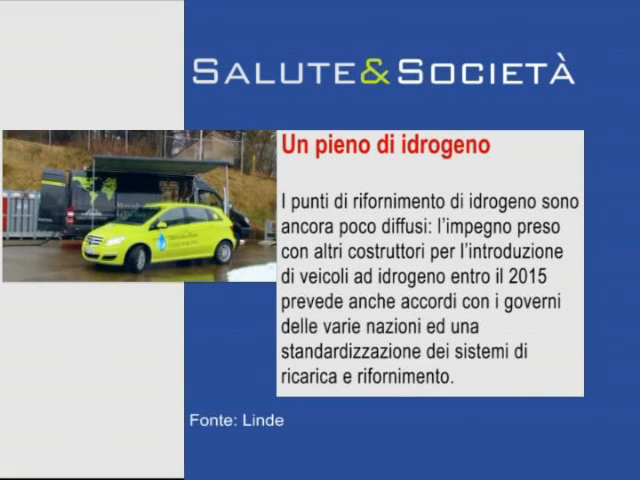 SALUTE&SOCIETÀ
Un pieno di idrogeno
I punti di rifornimento di idrogeno sono
ancora poco diffusi: l'impegno preso
con altri costruttori per l'introduzione
di veicoli ad idrogeno entro il 2015
prevede anche accordi con i governi
delle varie nazioni ed una
standardizzazione dei sistemi di
ricarica e rifornimento.
Fonte: Linde